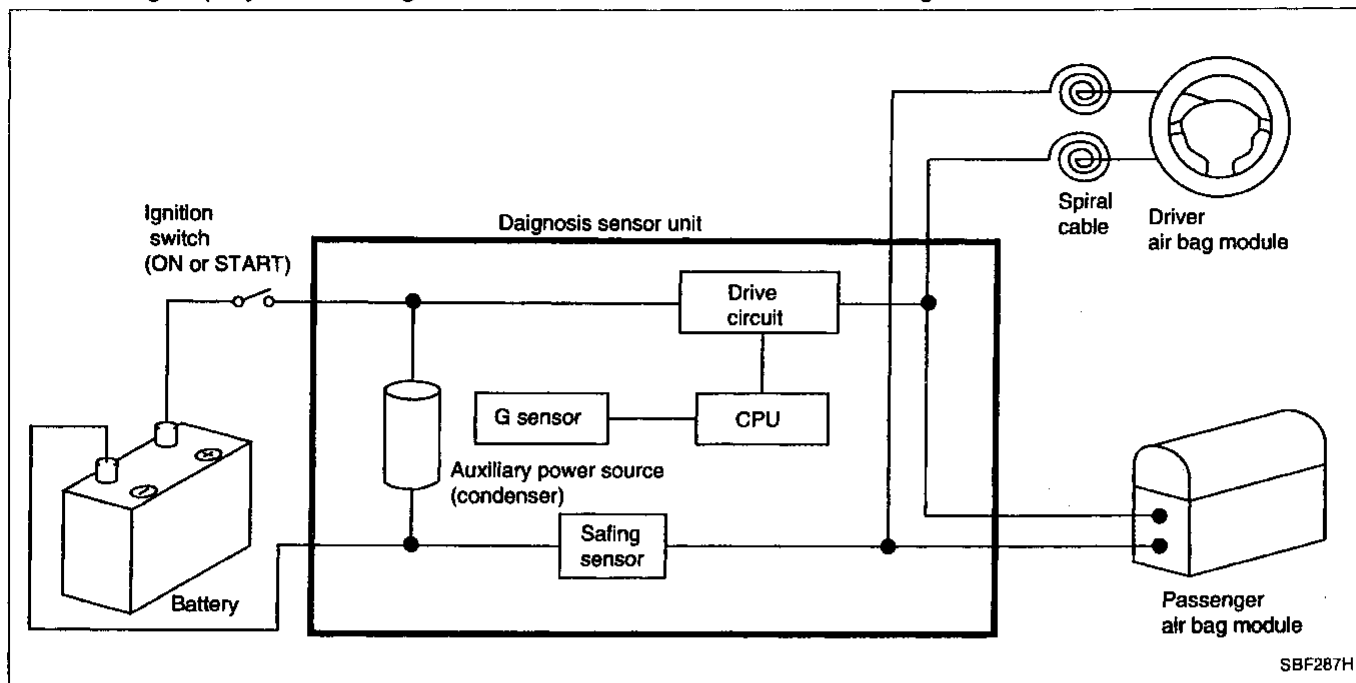 Ignition
switch
(ON or START)
Daignosis sensor unit
Spiral
cable
Driver
air bag module
Drive
circuit
G sensor
CPU
Auxiliary power source
(condenser)
Safing
sensor
+
−
Battery
Passenger
air bag module
SBF287H